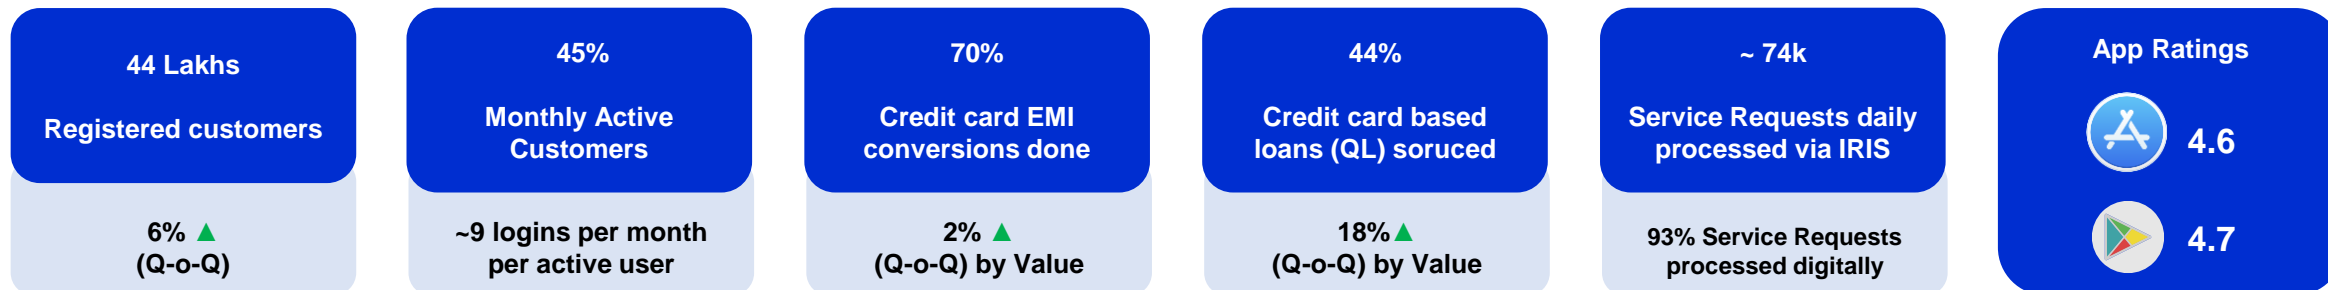 44 Lakhs
Registered customers
6% ▲
(Q-o-Q)
45%
Monthly Active
Customers
~9 logins per month
per active user
70%
Credit card EMI
conversions done
2% ▲
(Q-o-Q) by Value
44%
Credit card based
loans (QL) soruced
18%▲
(Q-o-Q) by Value
~ 74k
Service Requests daily
processed via IRIS
93% Service Requests
processed digitally
App Ratings
4.6
4.7